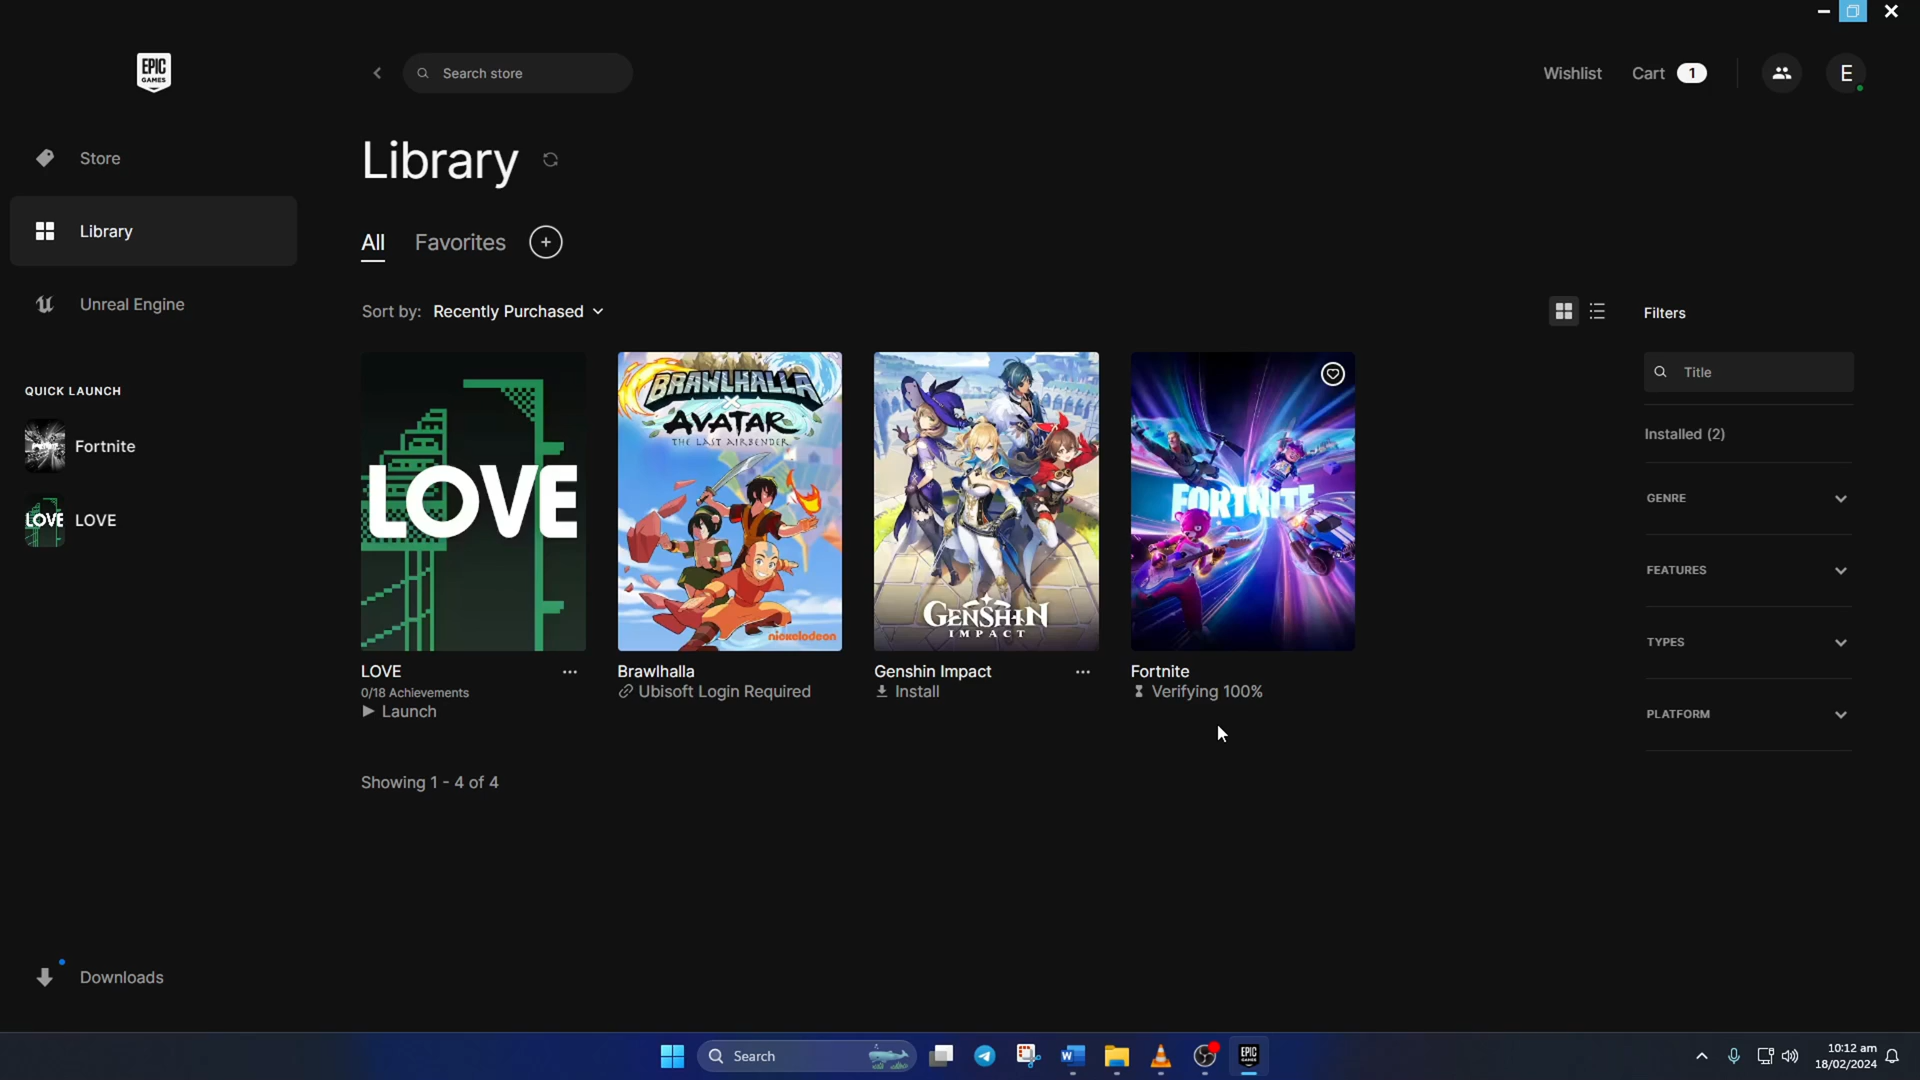 EPIC
GAMES
Search store
Wishlist
Cart 1
E
Store
Library
Library
All
Favorites
+
Unreal Engine
Sort by: Recently Purchased
Filters
Title
QUICK LAUNCH
Fortnite
LOVE LOVE
Installed (2)
GENRE
FEATURES
TYPES
PLATFORM
LOVE
BRAWLHALLA
X
AVATAR
THE LAST AIRBENDER
nickelodeon
GENSHIN
IMPACT
FORTNITE
LOVE
0/18 Achievements
Launch
Brawlhalla
Ubisoft Login Required
Genshin Impact
Install
Fortnite
Verifying 100%
Showing 1 - 4 of 4
Downloads
Search
W
EPIC
GAMES
10:12 am
18/02/2024